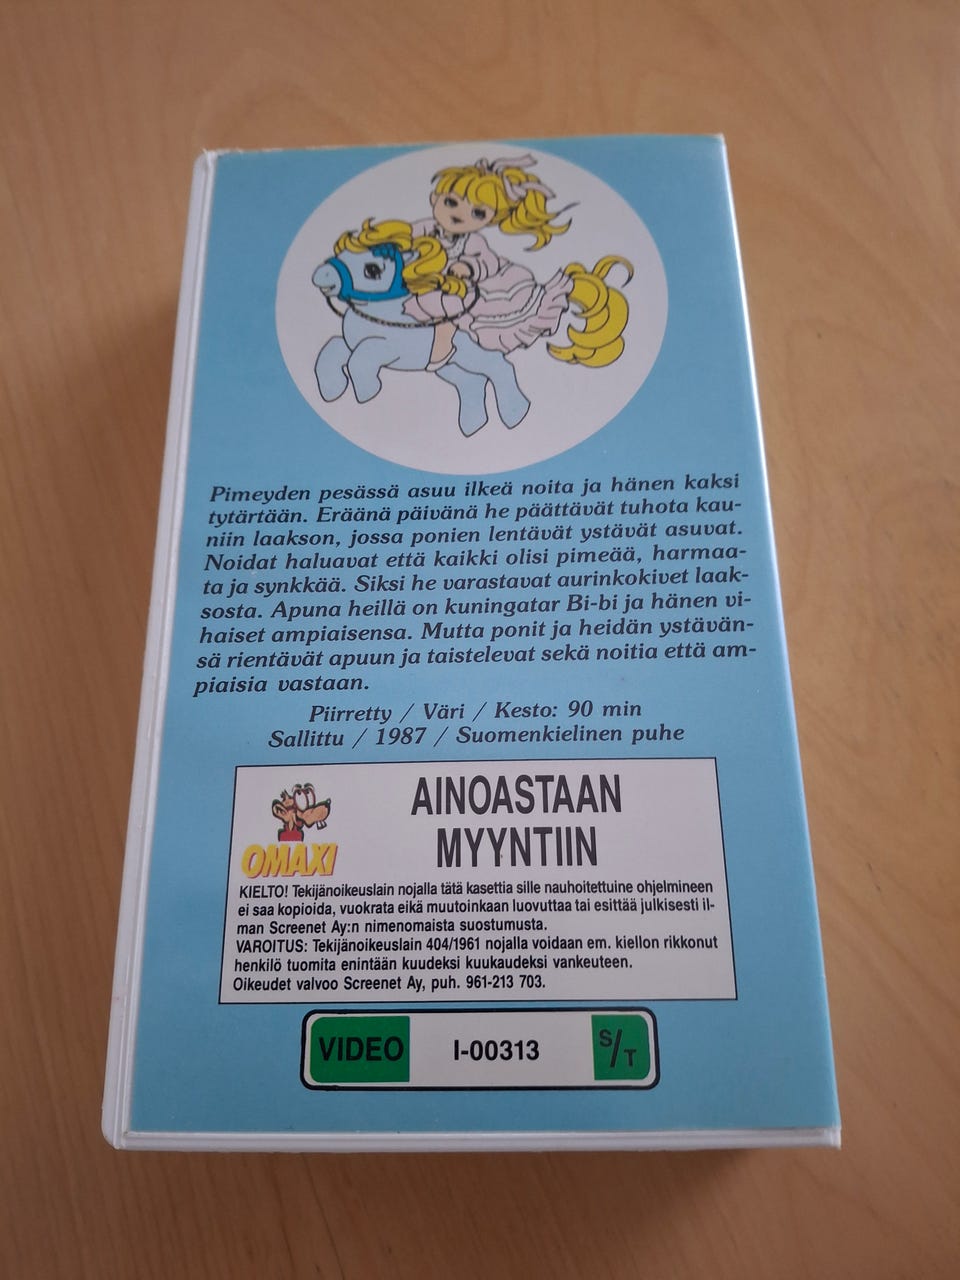 Pimeyden pesässä asuu ilkeä noita ja hänen kaksi
tytärtään. Eräänä päivänä he päättävät tuhota kau-
niin laakson, jossa ponien lentävät ystävät asuvat.
Noidat haluavat että kaikki olisi pimeää, harmaa-
ta ja synkkää. Siksi he varastavat aurinkokivet laak-
sosta. Apuna heillä on kuningatar Bi-bi ja hänen vi-
haiset ampiaisensa. Mutta ponit ja heidän ystävän-
sä rientävät apuun ja taistelevat sekä noitia että am-
piaisia vastaan.
Piirretty / Väri / Kesto: 90 min
Sallittu / 1987 / Suomenkielinen puhe
OMAXI
AINOASTAAN
MYYNTIIN
KIELTO! Tekijänoikeuslain nojalla tätä kasettia sille nauhoitettuine ohjelmineen
ei saa kopioida, vuokrata eikä muutoinkaan luovuttaa tai esittää julkisesti il-
man Screenet Ay:n nimenomaista suostumusta.
VAROITUS: Tekijänoikeuslain 404/1961 nojalla voidaan em. kiellon rikkonut
henkilö tuomita enintään kuudeksi kuukaudeksi vankeuteen.
Oikeudet valvoo Screenet Ay, puh. 961-213 703.
VIDEO I-00313 S/T